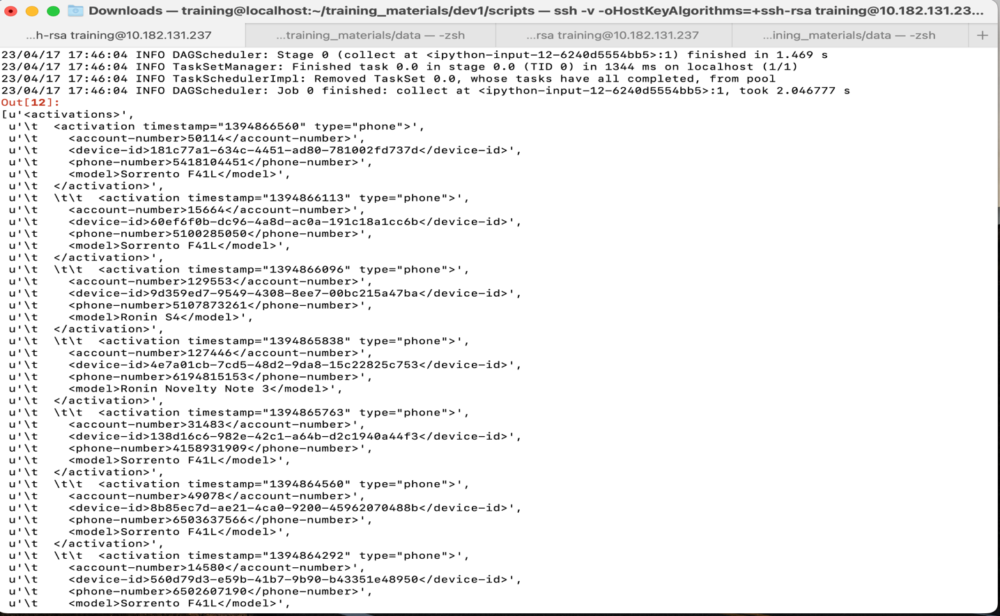 Downloads — training@localhost:~/training_materials/dev1/scripts — ssh -v -oHostKeyAlgorithms=+ssh-rsa training@10.182.131.23...
...h-rsa training@10.182.131.237 ...training_materials/data — -zsh ...rsa training@10.182.131.237 ...ining_materials/data — -zsh +
23/04/17 17:46:04 INFO DAGScheduler: Stage 0 (collect at <ipython-input-12-6240d5554bb5>:1) finished in 1.469 s
23/04/17 17:46:04 INFO TaskSetManager: Finished task 0.0 in stage 0.0 (TID 0) in 1344 ms on localhost (1/1)
23/04/17 17:46:04 INFO TaskSchedulerImpl: Removed TaskSet 0.0, whose tasks have all completed, from pool
23/04/17 17:46:04 INFO DAGScheduler: Job 0 finished: collect at <ipython-input-12-6240d5554bb5>:1, took 2.046777 s
Out[12]:
[u'<activations>',
 u'\t  <activation timestamp="1394866560" type="phone">',
 u'\t    <account-number>50114</account-number>',
 u'\t    <device-id>181c77a1-634c-4451-ad80-781002fd737d</device-id>',
 u'\t    <phone-number>5418104451</phone-number>',
 u'\t    <model>Sorrento F41L</model>',
 u'\t  </activation>',
 u'\t  \t\t  <activation timestamp="1394866113" type="phone">',
 u'\t    <account-number>15664</account-number>',
 u'\t    <device-id>60ef6f0b-dc96-4a8d-ac0a-191c18a1cc6b</device-id>',
 u'\t    <phone-number>5100285050</phone-number>',
 u'\t    <model>Sorrento F41L</model>',
 u'\t  </activation>',
 u'\t  \t\t  <activation timestamp="1394866096" type="phone">',
 u'\t    <account-number>129553</account-number>',
 u'\t    <device-id>9d359ed7-9549-4308-8ee7-00bc215a47ba</device-id>',
 u'\t    <phone-number>5107873261</phone-number>',
 u'\t    <model>Ronin S4</model>',
 u'\t  </activation>',
 u'\t  \t\t  <activation timestamp="1394865838" type="phone">',
 u'\t    <account-number>127446</account-number>',
 u'\t    <device-id>4e7a01cb-7cd5-48d2-9da8-15c22825c753</device-id>',
 u'\t    <phone-number>6194815153</phone-number>',
 u'\t    <model>Ronin Novelty Note 3</model>',
 u'\t  </activation>',
 u'\t  \t\t  <activation timestamp="1394865763" type="phone">',
 u'\t    <account-number>31483</account-number>',
 u'\t    <device-id>138d16c6-982e-42c1-a64b-d2c1940a44f3</device-id>',
 u'\t    <phone-number>4158931909</phone-number>',
 u'\t    <model>Sorrento F41L</model>',
 u'\t  </activation>',
 u'\t  \t\t  <activation timestamp="1394864560" type="phone">',
 u'\t    <account-number>49078</account-number>',
 u'\t    <device-id>8b85ec7d-ae21-4ca0-9200-45962070488b</device-id>',
 u'\t    <phone-number>6503637566</phone-number>',
 u'\t    <model>Sorrento F41L</model>',
 u'\t  </activation>',
 u'\t  \t\t  <activation timestamp="1394864292" type="phone">',
 u'\t    <account-number>14580</account-number>',
 u'\t    <device-id>560d79d3-e59b-41b7-9b90-b43351e48950</device-id>',
 u'\t    <phone-number>6502607190</phone-number>',
 u'\t    <model>Sorrento F41L</model>',